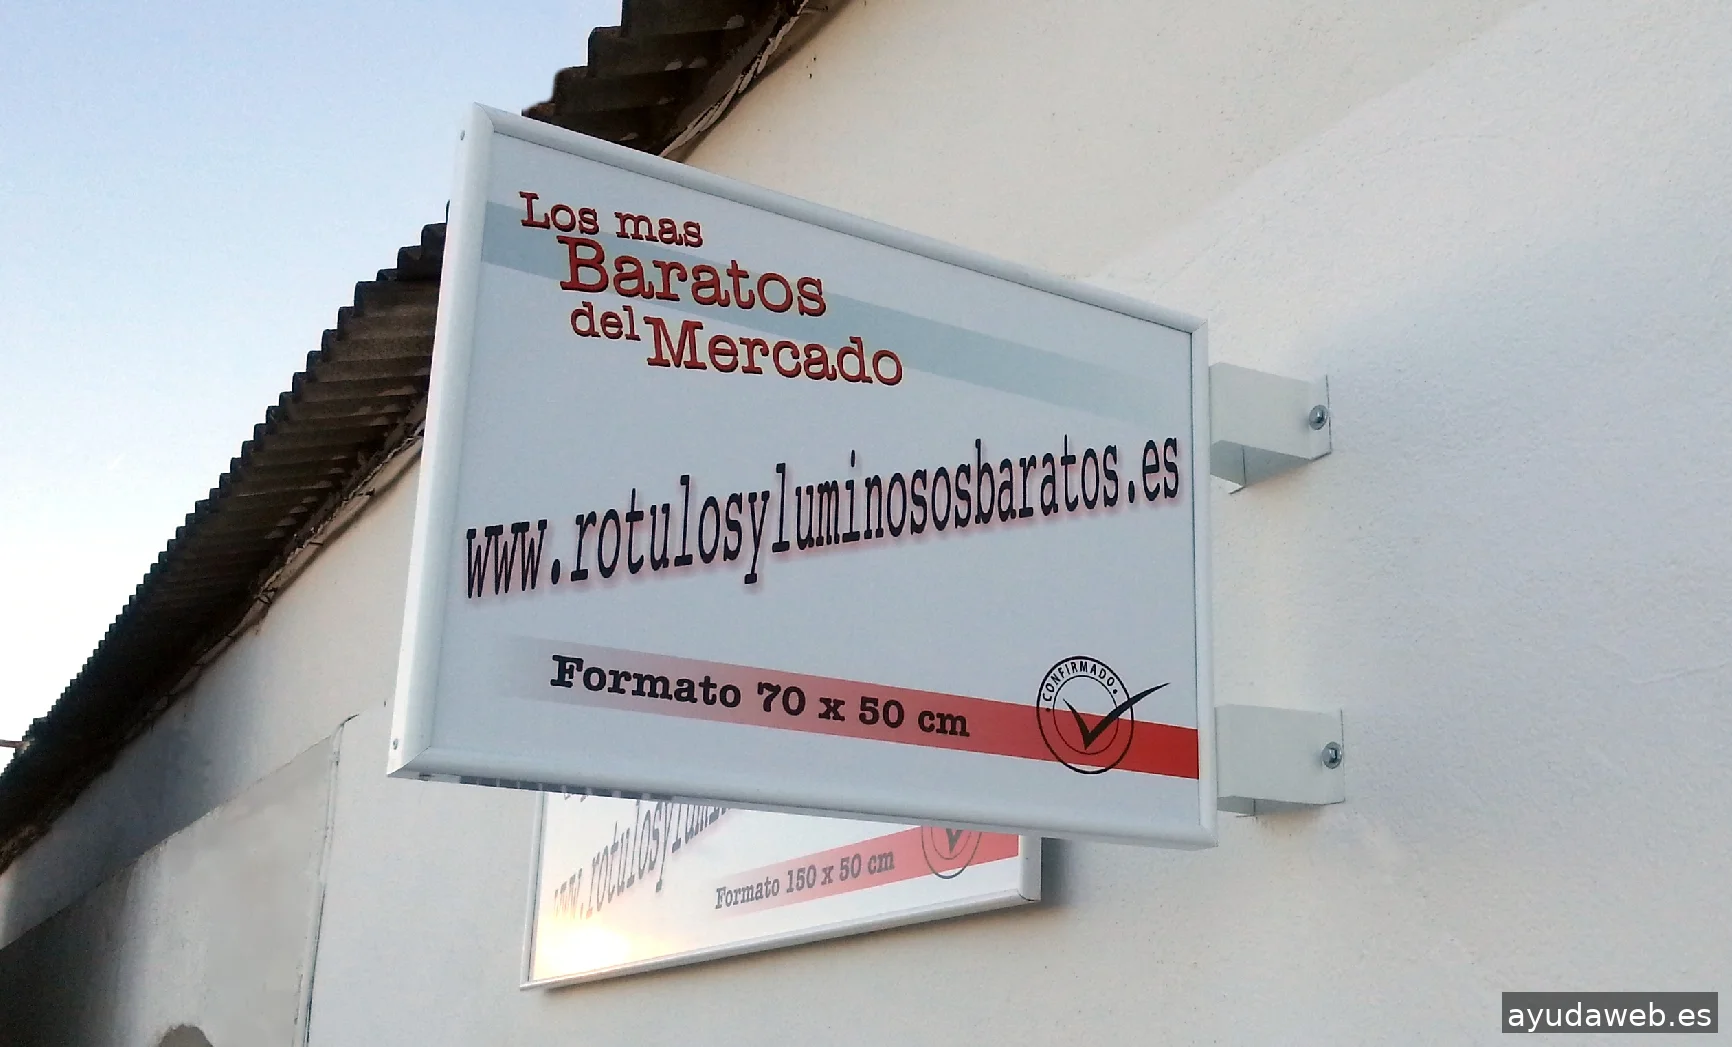 Los mas
Baratos
del Mercado
www.rotulosyluminososbaratos.es
Formato 70 x 50 cm
CONFIRMADO
Formato 150 x 50 cm
ayudaweb.es